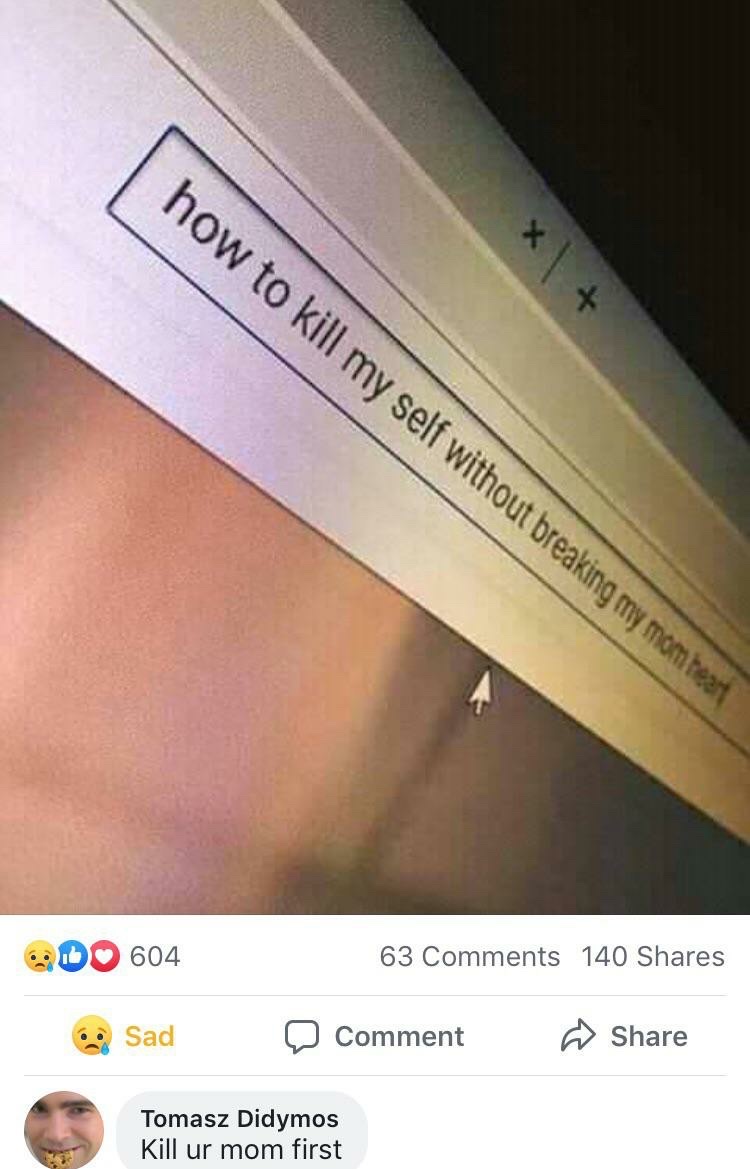 how to kill my self without breaking my mom heart
604
63 Comments 140 Shares
Sad Comment Share
Tomasz Didymos
Kill ur mom first